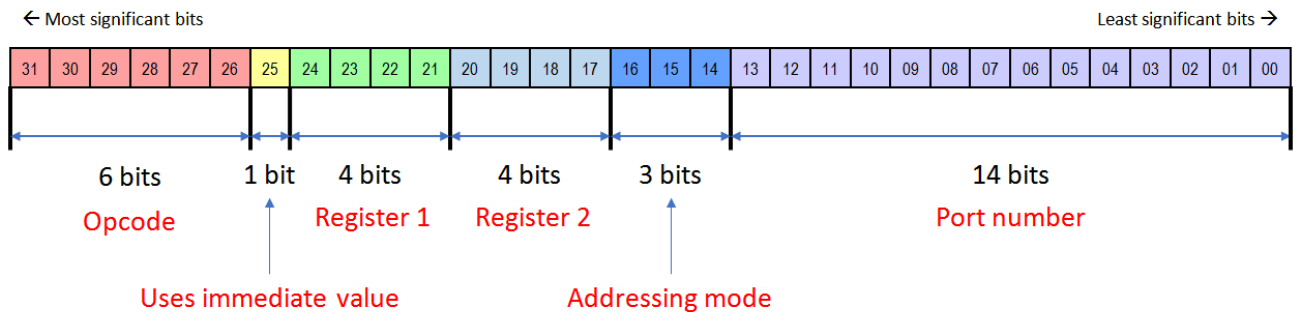 ← Most significant bits Least significant bits →
31 30 29 28 27 26 25 24 23 22 21 20 19 18 17 16 15 14 13 12 11 10 09 08 07 06 05 04 03 02 01 00
6 bits 1 bit 4 bits 4 bits 3 bits 14 bits
Opcode Register 1 Register 2 Port number
Uses immediate value Addressing mode